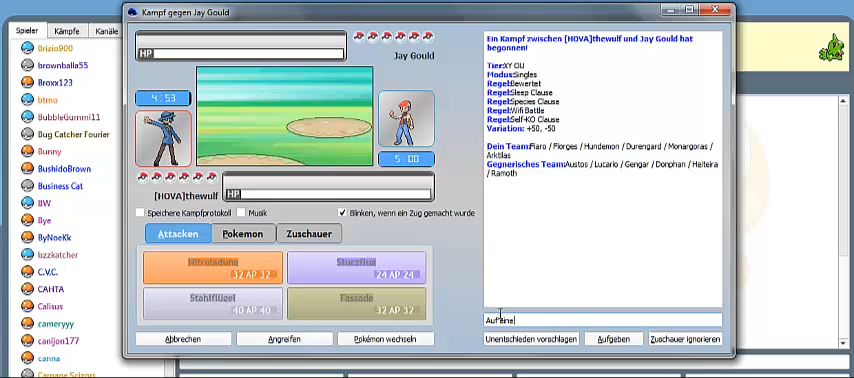 Kampf gegen Jay Gould
Spieler
Kämpfe
Kanäle
Brizio900
brownballa55
Broxx123
btmo
BubbleGummi11
Bug Catcher Fourier
Bunny
BushidoBrown
Business Cat
BW
Bye
ByNoeKk
bzzkatcher
C.V.C.
CAHTA
Calisus
cameryyy
canijon177
canna
Carnage Scizors
HP
Jay Gould
4:53
5:00
[HOVA]thewulf
HP
Speichere Kampfprotokoll
Musik
Blinken, wenn ein Zug gemacht wurde
Attacken
Pokemon
Zuschauer
Nitroladung
32 AP 32
Sturzflug
24 AP 24
Stahlflügel
40 AP 40
Fassade
32 AP 32
Abbrechen
Angreifen
Pokémon wechseln
Ein Kampf zwischen [HOVA]thewulf und Jay Gould hat
begonnen!
Tier:XY OU
Modus:Singles
Regel:Bewertet
Regel:Sleep Clause
Regel:Species Clause
Regel:Wifi Battle
Regel:Self-KO Clause
Variation: +50, -50
Dein Team:Fiaro / Florges / Hundemon / Durengard / Monargoras /
Arktilas
Gegnerisches Team:Austos / Lucario / Gengar / Donphan / Heiteira
/ Ramoth
Auf eine
Unentschieden vorschlagen
Aufgeben
Zuschauer ignorieren